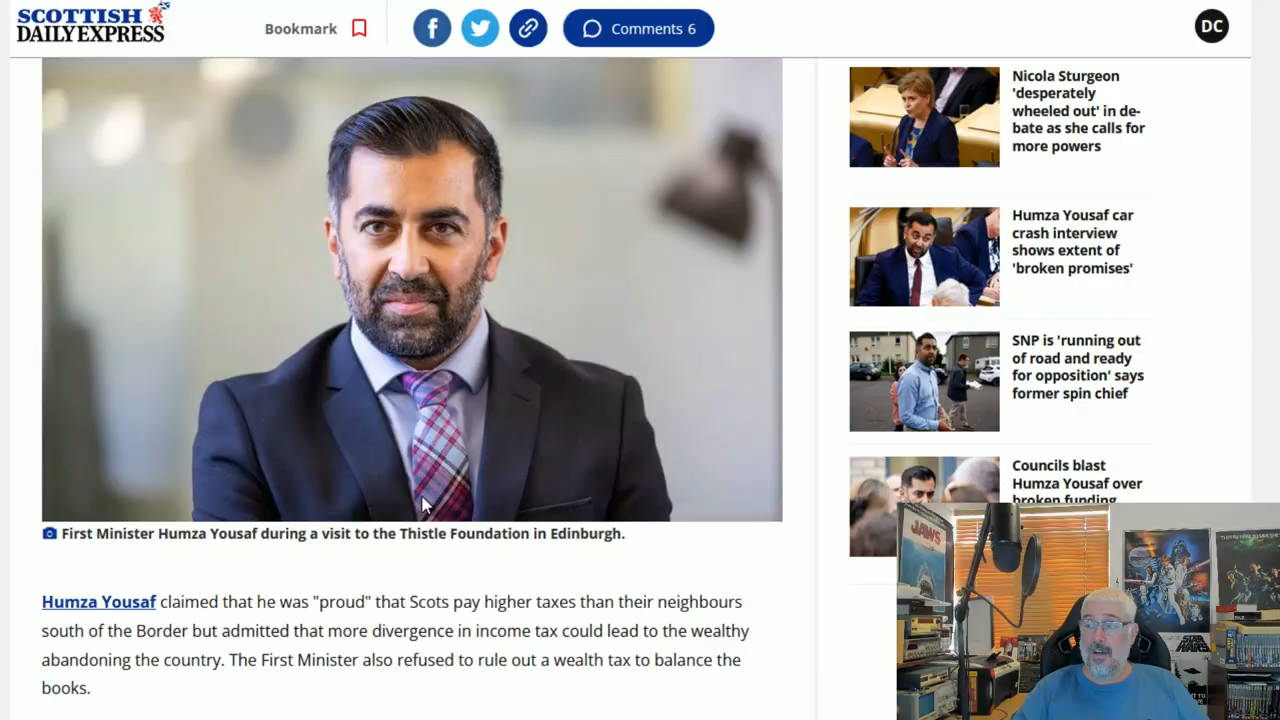 SCOTTISH
DAILY EXPRESS
Bookmark
Comments 6
DC
First Minister Humza Yousaf during a visit to the Thistle Foundation in Edinburgh.
Humza Yousaf claimed that he was "proud" that Scots pay higher taxes than their neighbours
south of the Border but admitted that more divergence in income tax could lead to the wealthy
abandoning the country. The First Minister also refused to rule out a wealth tax to balance the
books.
Nicola Sturgeon
'desperately
wheeled out' in de-
bate as she calls for
more powers
Humza Yousaf car
crash interview
shows extent of
'broken promises'
SNP is 'running out
of road and ready
for opposition' says
former spin chief
Councils blast
Humza Yousaf over
broken funding
JAWS
STAR
WARS